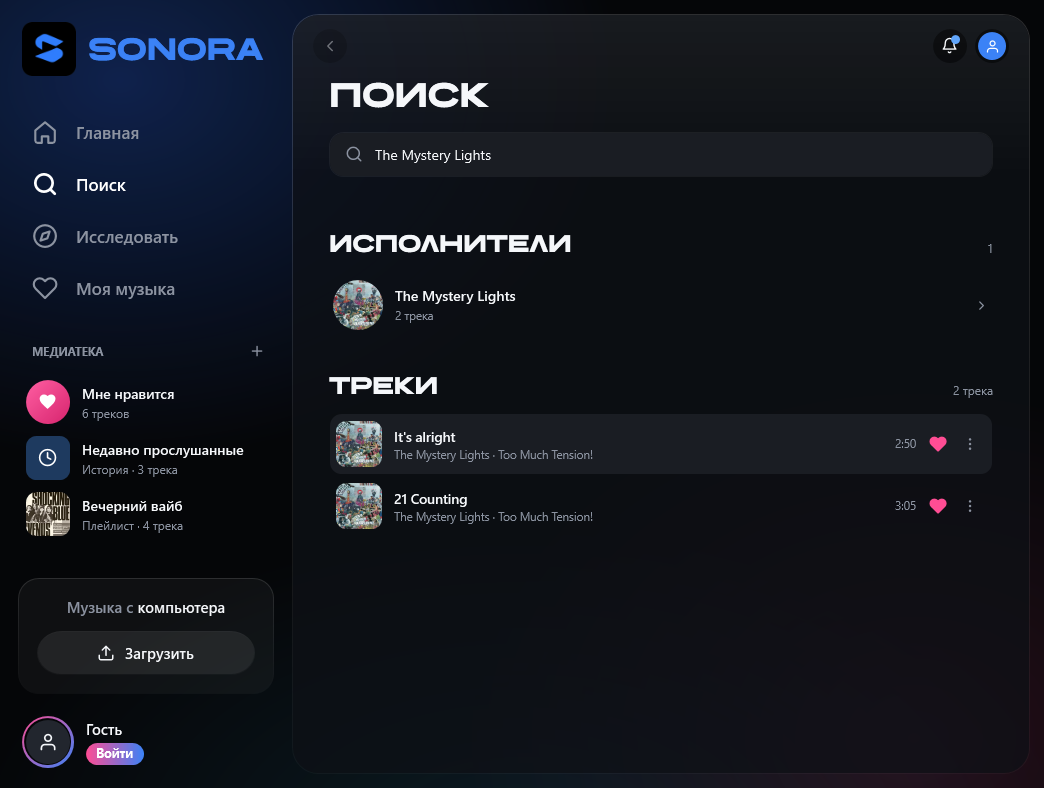 SONORA
Главная
Поиск
Исследовать
Моя музыка
МЕДИАТЕКА
Мне нравится
6 треков
Недавно прослушанные
История · 3 трека
Вечерний вайб
Плейлист · 4 трека
Музыка с компьютера
Загрузить
Гость
Войти
ПОИСК
The Mystery Lights
ИСПОЛНИТЕЛИ
1
The Mystery Lights
2 трека
ТРЕКИ
2 трека
It's alright
The Mystery Lights · Too Much Tension!
2:50
21 Counting
The Mystery Lights · Too Much Tension!
3:05